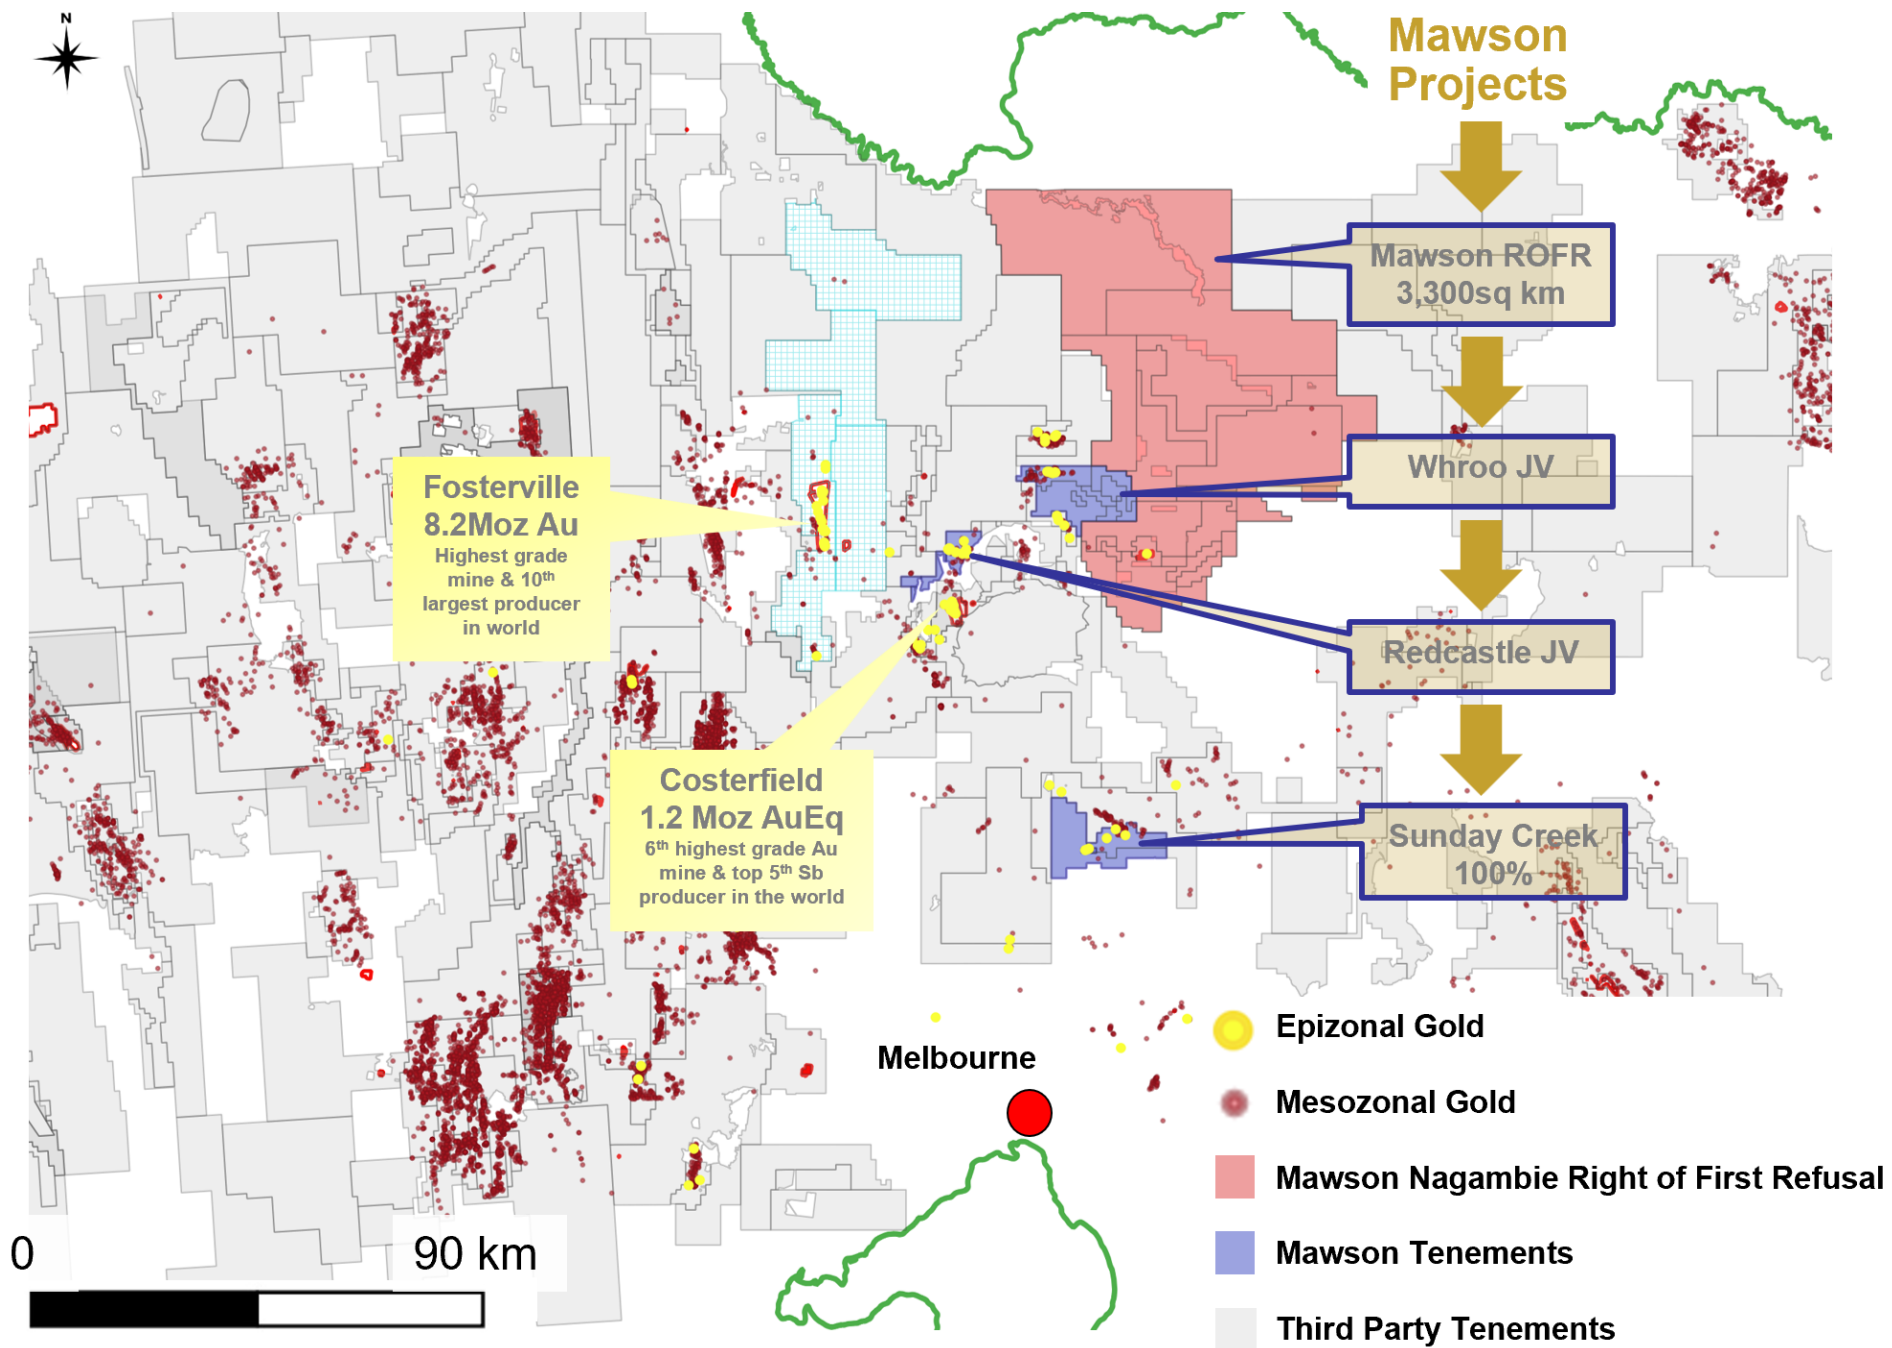 N
Mawson
Projects
Mawson ROFR
3,300sq km
Whroo JV
Redcastle JV
Sunday Creek
100%
Fosterville
8.2Moz Au
Highest grade
mine & 10th
largest producer
in world
Costerfield
1.2 Moz AuEq
6th highest grade Au
mine & top 5th Sb
producer in the world
Melbourne
Epizonal Gold
Mesozonal Gold
Mawson Nagambie Right of First Refusal
Mawson Tenements
Third Party Tenements
0
90 km